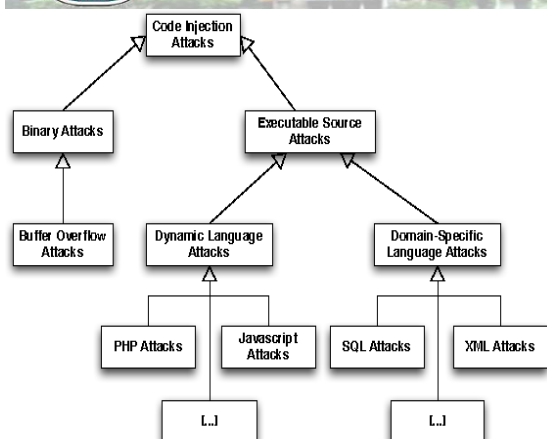 Code Injection
Attacks
Binary Attacks
Executable Source
Attacks
Buffer Overflow
Attacks
Dynamic Language
Attacks
Domain-Specific
Language Attacks
PHP Attacks
Javascript
Attacks
SQL Attacks
XML Attacks
[...]
[...]